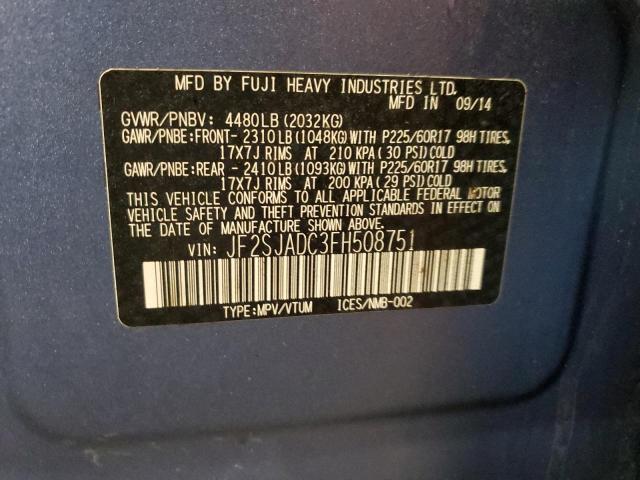 MFD BY FUJI HEAVY INDUSTRIES LTD.
MFD IN 09/14
GVWR/PNBV: 4480LB (2032KG)
GAWR/PNBE:FRONT- 2310LB (1048KG) WITH P225/60R17 98H TIRES,
17X7J RIMS AT 210 KPA ( 30 PSI) COLD
GAWR/PNBE:REAR - 2410LB (1093KG) WITH P225/60R17 98H TIRES,
17X7J RIMS AT 200 KPA ( 29 PSI) COLD
THIS VEHICLE CONFORMS TO ALL APPLICABLE FEDERAL MOTOR
VEHICLE SAFETY AND THEFT PREVENTION STANDARDS IN EFFECT ON
THE DATE OF MANUFACTURE SHOWN ABOVE.
VIN: JF2SJADC3FH508751
TYPE:MPV/VTUM ICES/NMB-002